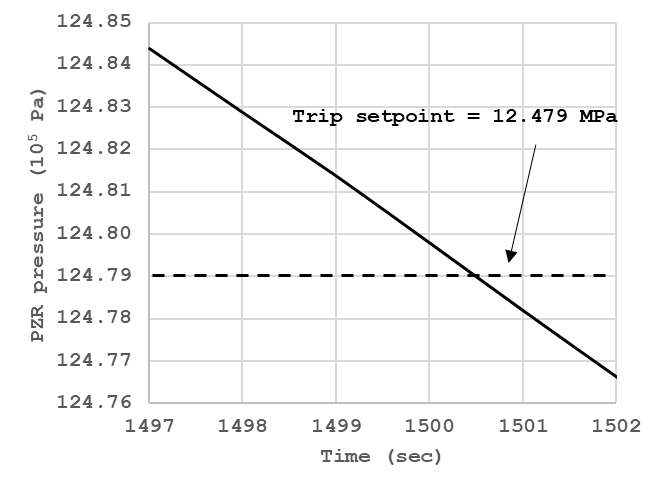 124.85
124.84
124.83
124.82
124.81
124.80
124.79
124.78
124.77
124.76
PZR pressure (10⁵ Pa)
Trip setpoint = 12.479 MPa
1497 1498 1499 1500 1501 1502
Time (sec)